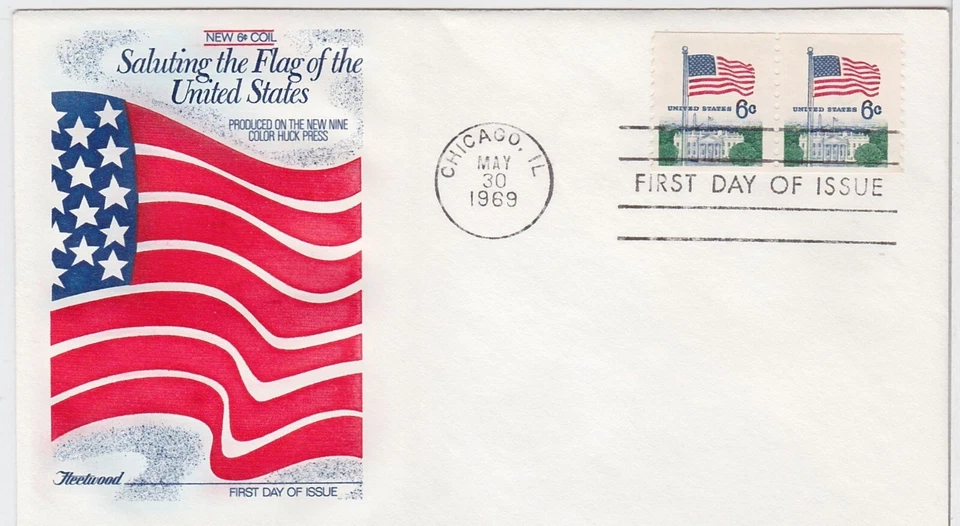 NEW 6¢ COIL
Saluting the Flag of the
United States
PRODUCED ON THE NEW NINE
COLOR HUCK PRESS
Fleetwood
FIRST DAY OF ISSUE
CHICAGO, IL
MAY
30
1969
UNITED STATES 6c
UNITED STATES 6c
FIRST DAY OF ISSUE